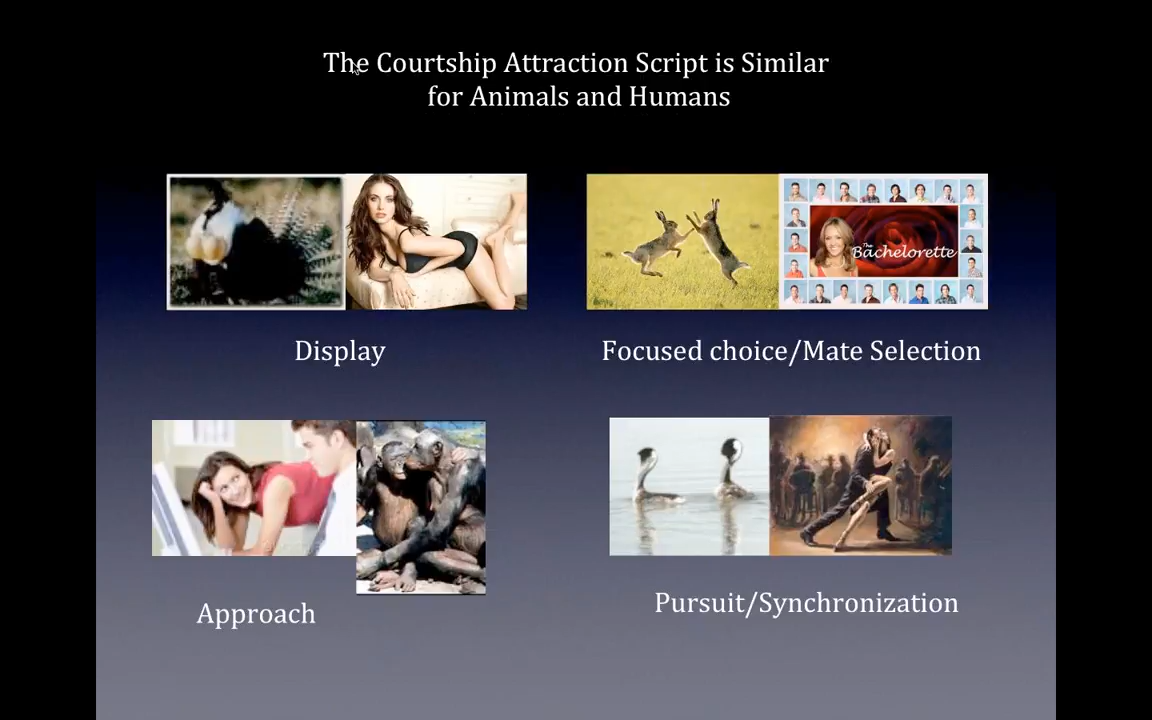 The Courtship Attraction Script is Similar
for Animals and Humans
The
Bachelorette
Display
Focused choice/Mate Selection
Approach
Pursuit/Synchronization